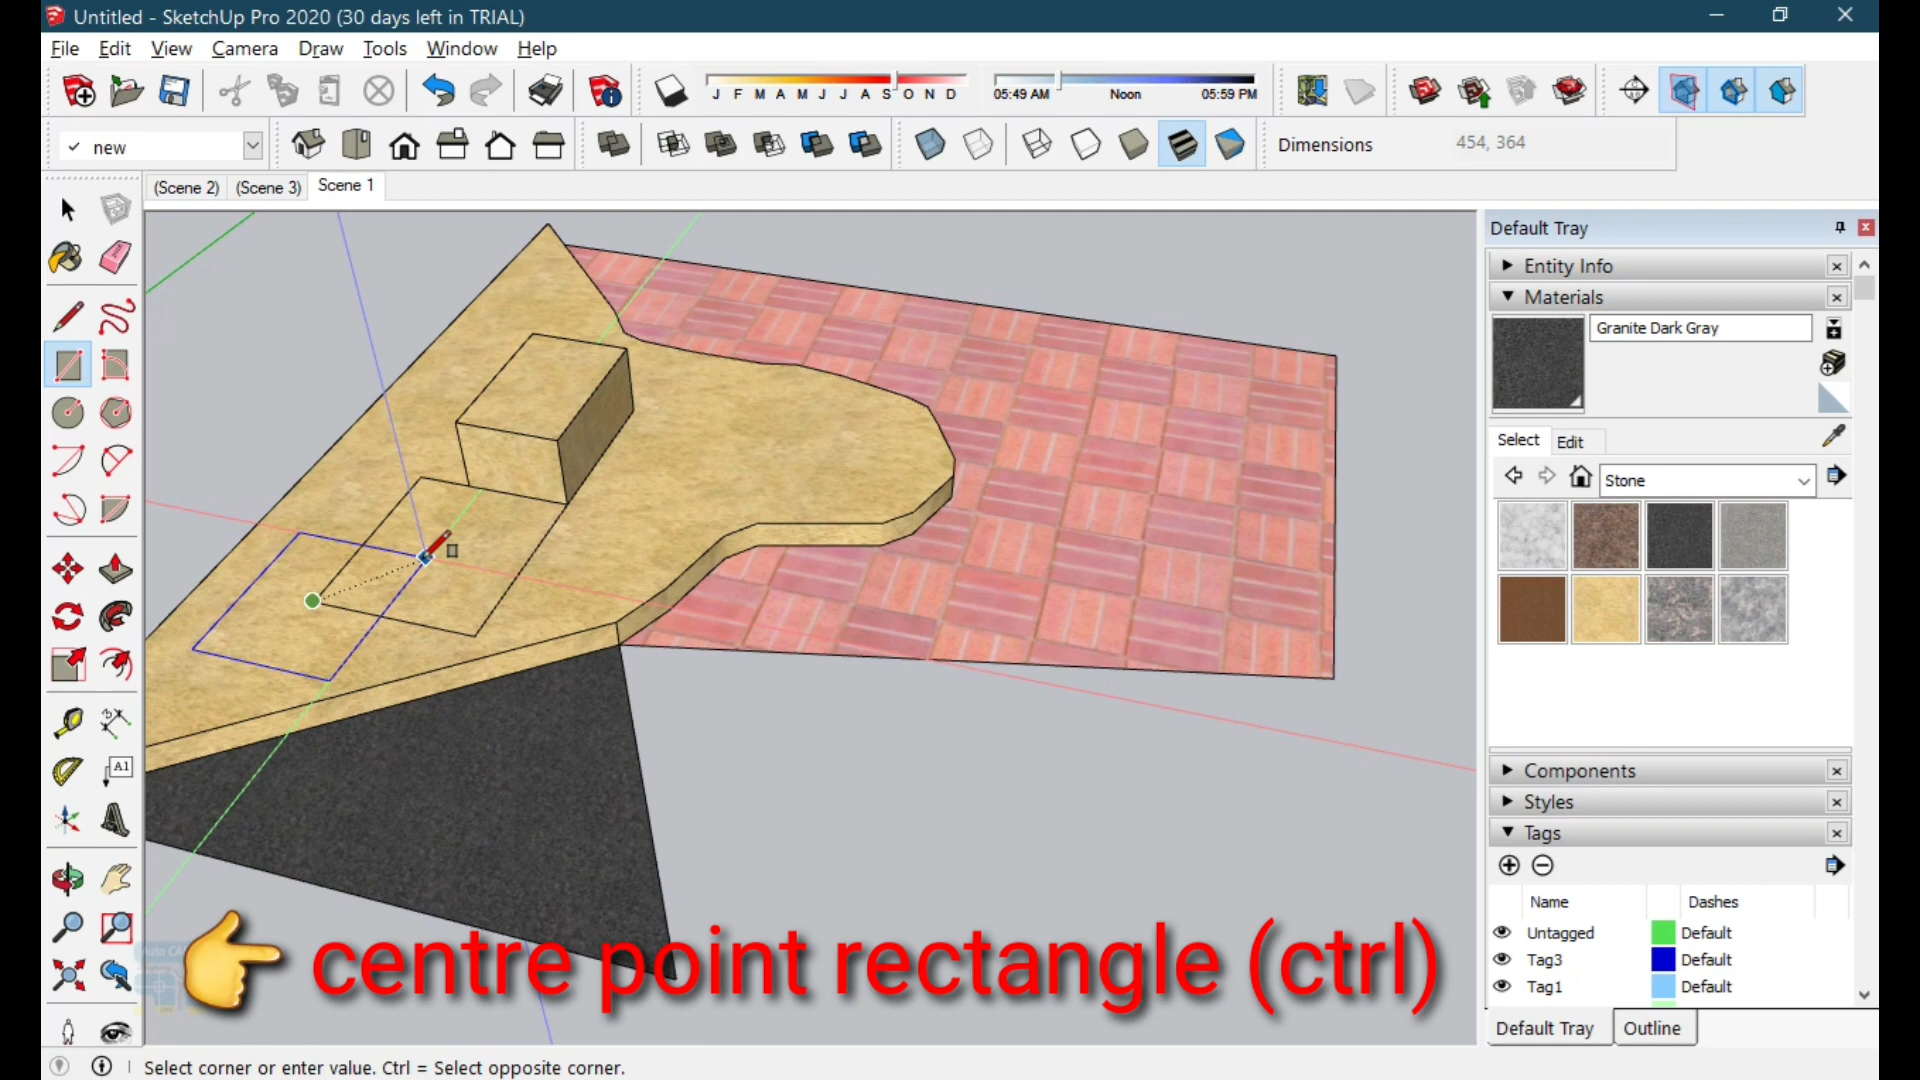 Untitled - SketchUp Pro 2020 (30 days left in TRIAL)
File Edit View Camera Draw Tools Window Help
J F M A M J J A S O N D
05:49 AM Noon 05:59 PM
new
Dimensions 454, 364
(Scene 2) (Scene 3) Scene 1
Default Tray
Entity Info
Materials
Granite Dark Gray
Select Edit
Stone
A1
Components
Styles
Tags
Name Dashes
Untagged Default
Tag3 Default
Tag1 Default
Auto CA
centre point rectangle (ctrl)
Default Tray Outline
Select corner or enter value. Ctrl = Select opposite corner.